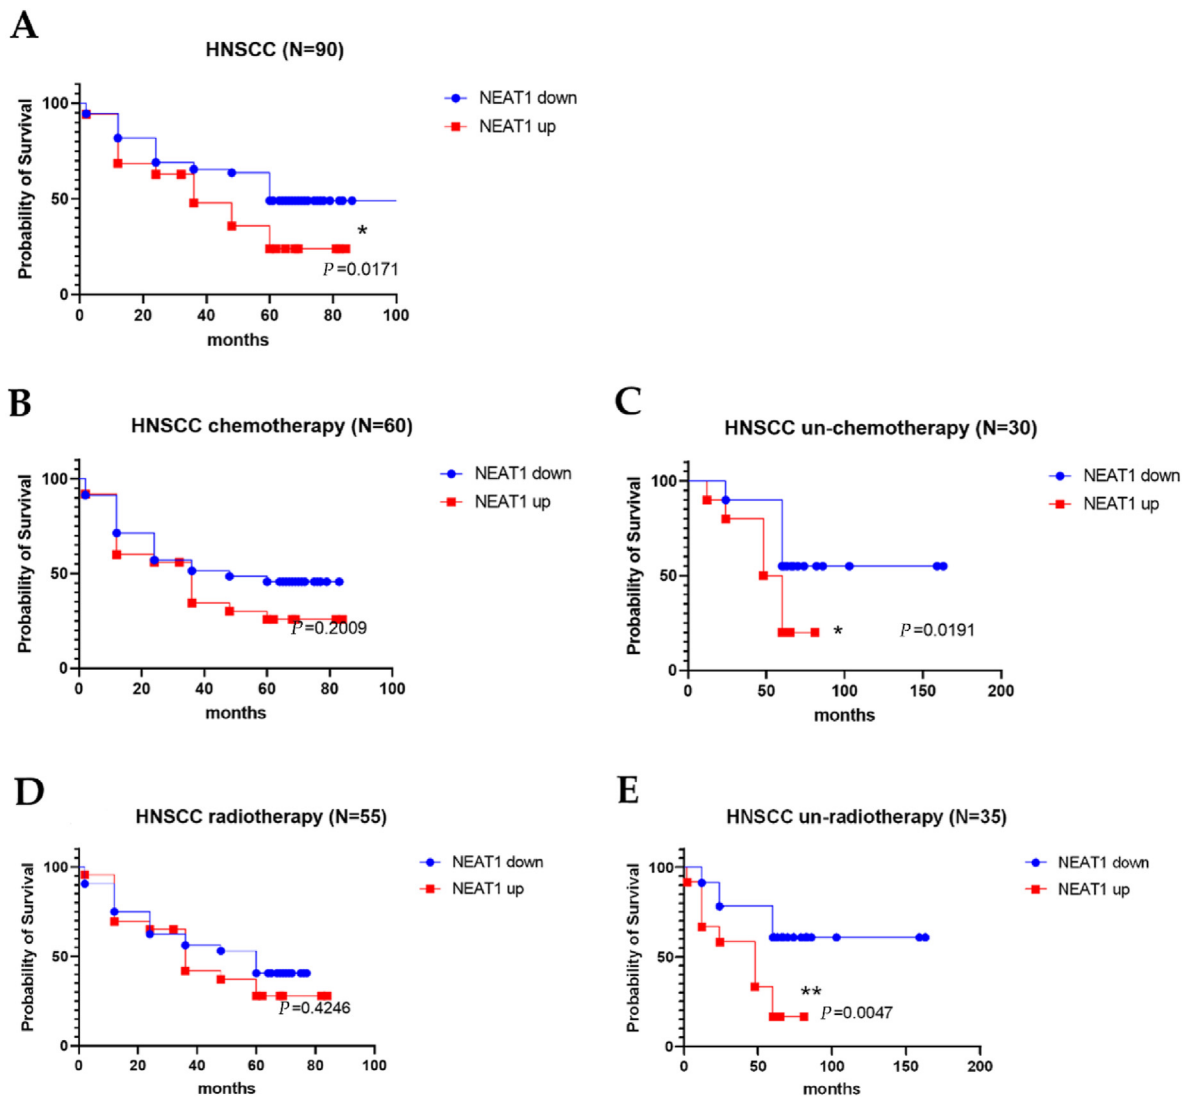 A
HNSCC (N=90)
NEAT1 down
NEAT1 up
Probability of Survival
100
50
0
*
P=0.0171
0 20 40 60 80 100
months
B
HNSCC chemotherapy (N=60)
NEAT1 down
NEAT1 up
Probability of Survival
100
50
0
P=0.2009
0 20 40 60 80 100
months
C
HNSCC un-chemotherapy (N=30)
NEAT1 down
NEAT1 up
Probability of Survival
100
50
0
*
P=0.0191
0 50 100 150 200
months
D
HNSCC radiotherapy (N=55)
NEAT1 down
NEAT1 up
Probability of Survival
100
50
0
P=0.4246
0 20 40 60 80 100
months
E
HNSCC un-radiotherapy (N=35)
NEAT1 down
NEAT1 up
Probability of Survival
100
50
0
**
P=0.0047
0 50 100 150 200
months